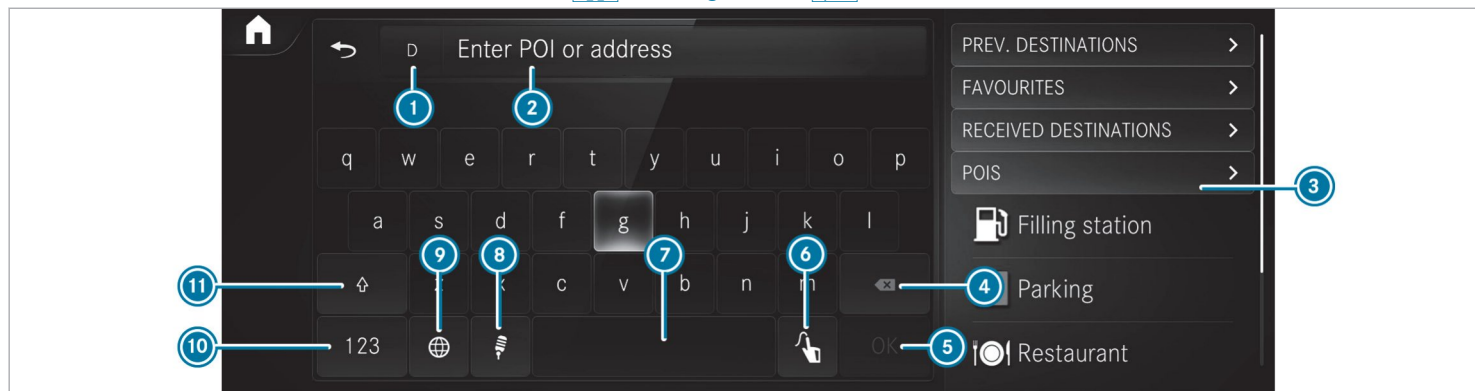 D Enter POI or address
1 2
q w e r t y u i o p
a s d f g h j k l
9 8 7 6
11 z x c v b n m 4
10 123 OK 5
PREV. DESTINATIONS
FAVOURITES
RECEIVED DESTINATIONS
POIS
3
Filling station
Parking
Restaurant